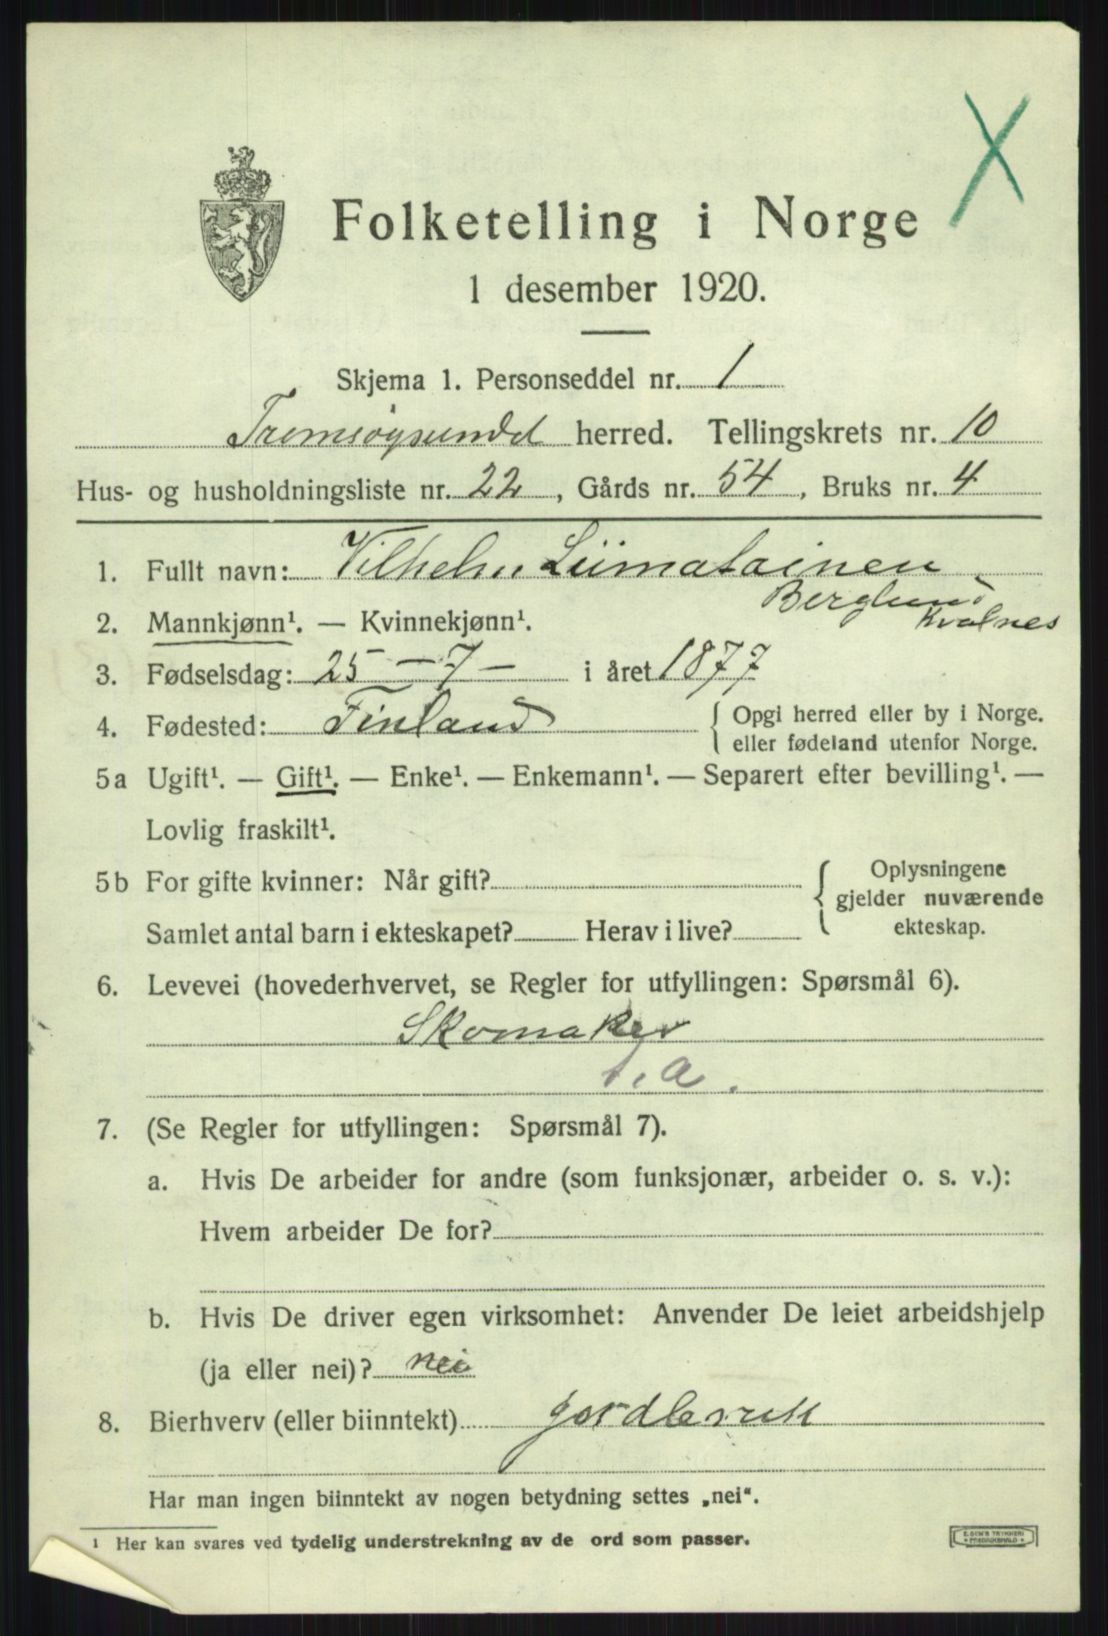 Folketelling i Norge
1 desember 1920.
Skjema 1. Personseddel nr. 1
Tromsøysund herred. Tellingskrets nr. 10
Hus- og husholdningsliste nr. 22, Gårds nr. 54, Bruks nr. 4
1. Fullt navn: Vilhelm Liimatainen
Berglund
Kvalnes
2. Mannkjønn¹. — Kvinnekjønn¹.
3. Fødselsdag: 25 — 7 — i året 1877
4. Fødested: Finland { Opgi herred eller by i Norge.
eller fødeland utenfor Norge.
5a Ugift¹. — Gift¹. — Enke¹. — Enkemann¹. — Separert efter bevilling¹. —
Lovlig fraskilt¹.
5b For gifte kvinner: Når gift? { Oplysningene
gjelder nuværende
Samlet antal barn i ekteskapet? Herav i live? ekteskap.
6. Levevei (hovederhvervet, se Regler for utfyllingen: Spørsmål 6).
Skomaker
s. a.
7. (Se Regler for utfyllingen: Spørsmål 7).
a. Hvis De arbeider for andre (som funksjonær, arbeider o. s. v.):
Hvem arbeider De for?
b. Hvis De driver egen virksomhet: Anvender De leiet arbeidshjelp
(ja eller nei)? nei
8. Bierhverv (eller biinntekt) jordbruk
Har man ingen biinntekt av nogen betydning settes „nei“.
¹ Her kan svares ved tydelig understrekning av de ord som passer.